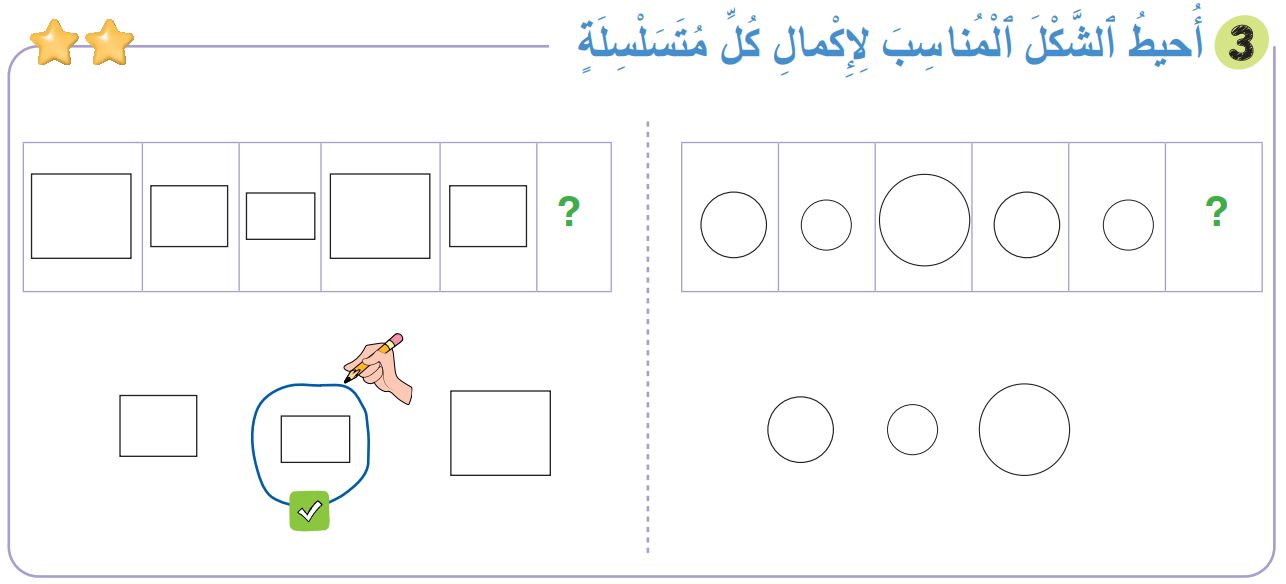 3 أُحيطُ ٱلشَّكْلَ ٱلْمُناسِبَ لِإِكْمالِ كُلِّ مُتَسَلْسِلَةٍ
? ?